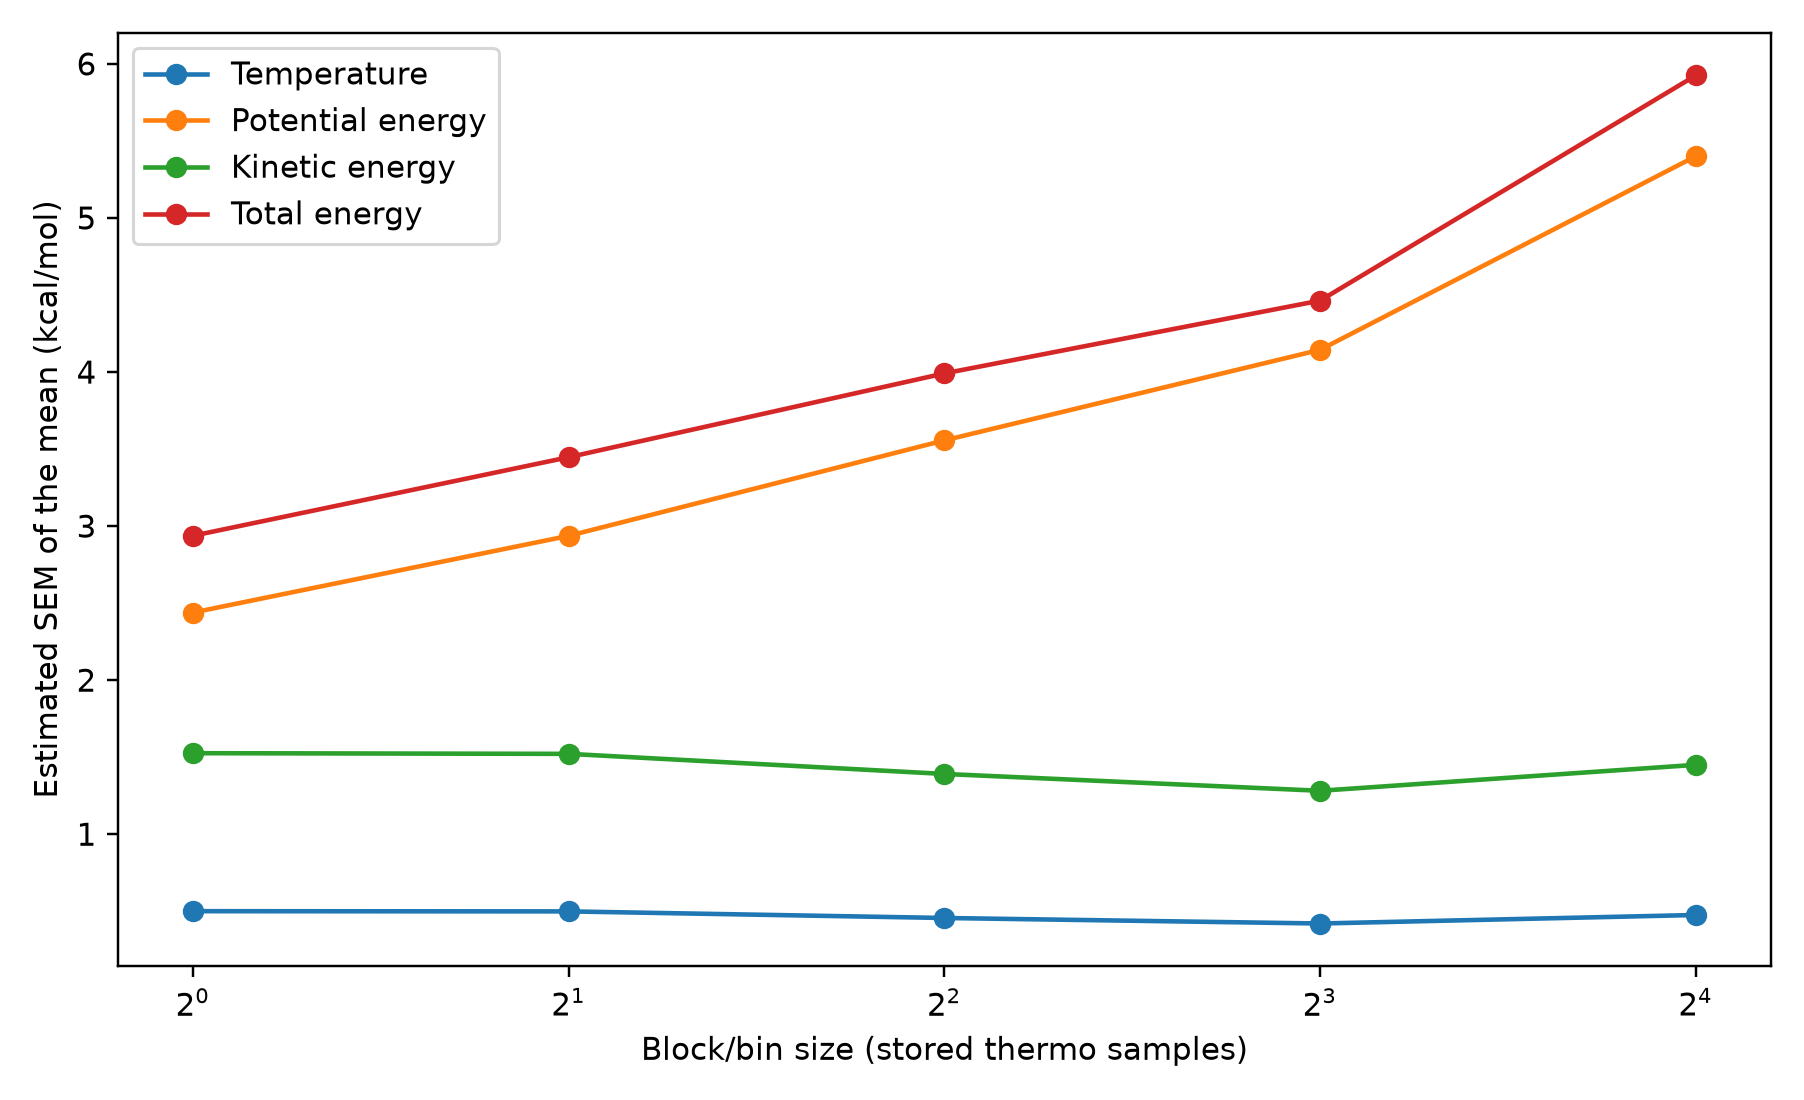 Temperature
Potential energy
Kinetic energy
Total energy
6
5
4
3
2
1
Estimated SEM of the mean (kcal/mol)
2⁰ 2¹ 2² 2³ 2⁴
Block/bin size (stored thermo samples)